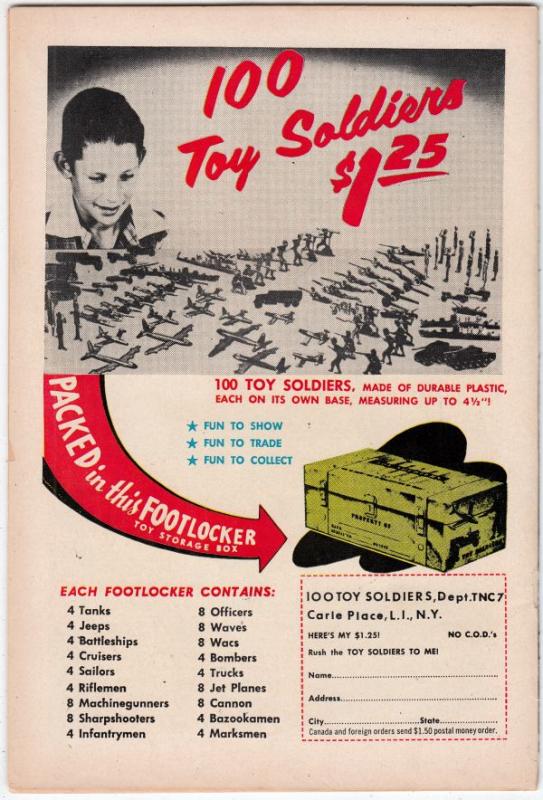 100
Toy Soldiers
$1 25
100 TOY SOLDIERS, MADE OF DURABLE PLASTIC,
EACH ON ITS OWN BASE, MEASURING UP TO 4½"!
★ FUN TO SHOW
★ FUN TO TRADE
★ FUN TO COLLECT
PACKED in this FOOTLOCKER
TOY STORAGE BOX
PROPERTY OF
EACH FOOTLOCKER CONTAINS:
4 Tanks
4 Jeeps
4 Battleships
4 Cruisers
4 Sailors
4 Riflemen
8 Machinegunners
8 Sharpshooters
4 Infantrymen
8 Officers
8 Waves
8 Wacs
4 Bombers
4 Trucks
8 Jet Planes
8 Cannon
4 Bazookamen
4 Marksmen
100 TOY SOLDIERS, Dept. TNC7
Carle Place, L.I., N.Y.
HERE'S MY $1.25! NO C.O.D.'s
Rush the TOY SOLDIERS TO ME!
Name
Address
City State
Canada and foreign orders send $1.50 postal money order.